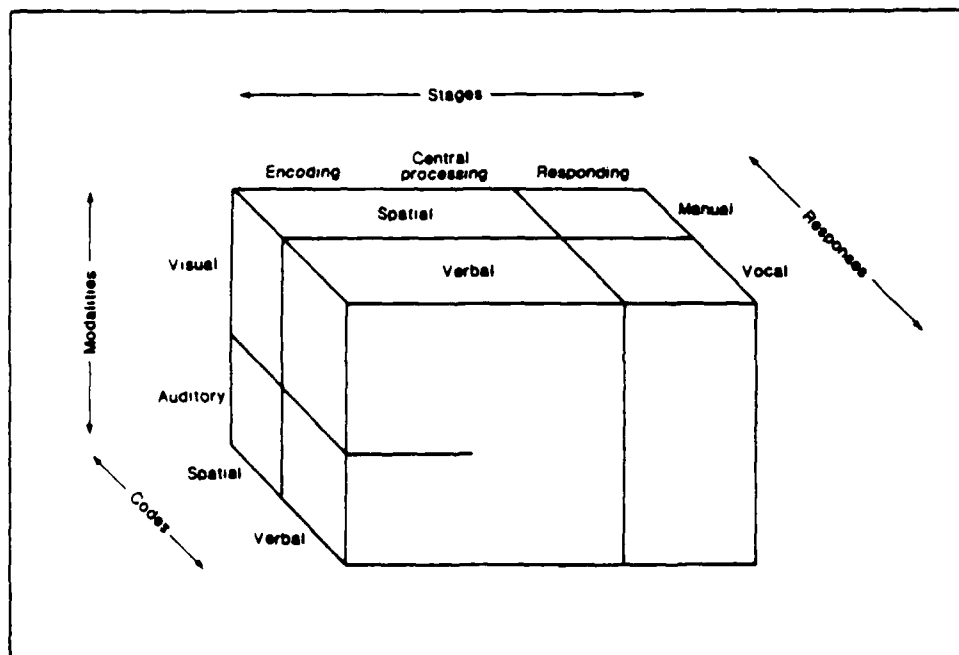 Stages
Encoding
Central
processing
Responding
Spatial
Manual
Visual
Verbal
Vocal
Modalities
Responses
Auditory
Spatial
Codes
Verbal